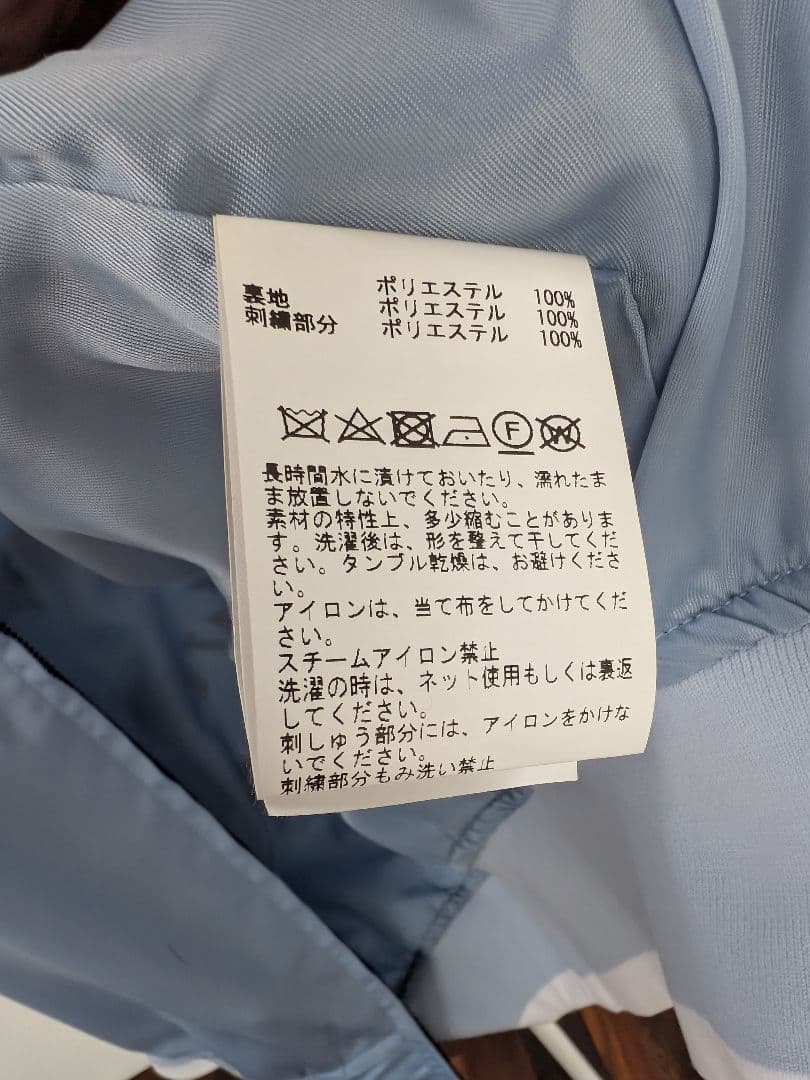 ポリエステル 100%
裏地 ポリエステル 100%
刺繍部分 ポリエステル 100%
F W
長時間水に漬けておいたり、濡れたま
ま放置しないでください。
素材の特性上、多少縮むことがありま
す。洗濯後は、形を整えて干してくだ
さい。タンブル乾燥は、お避けくださ
い。
アイロンは、当て布をしてかけてくだ
さい。
スチームアイロン禁止
洗濯の時は、ネット使用もしくは裏返
してください。
刺しゅう部分には、アイロンをかけな
いでください。
刺繍部分もみ洗い禁止